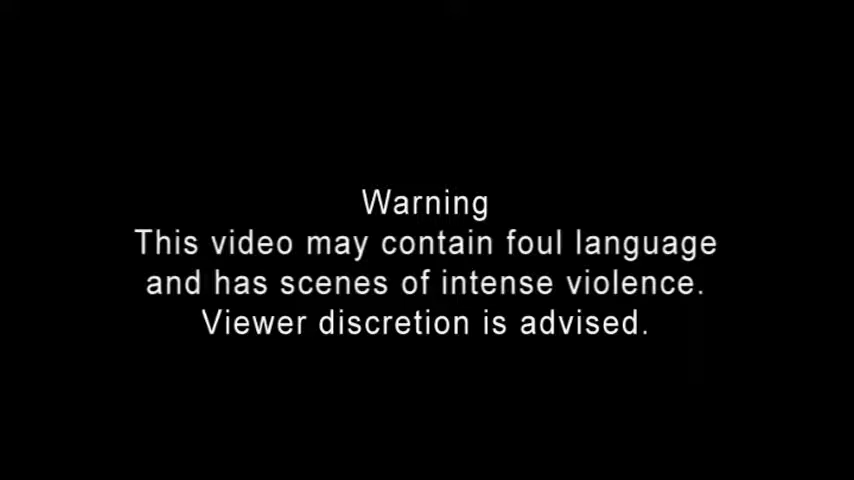 Warning
This video may contain foul language
and has scenes of intense violence.
Viewer discretion is advised.